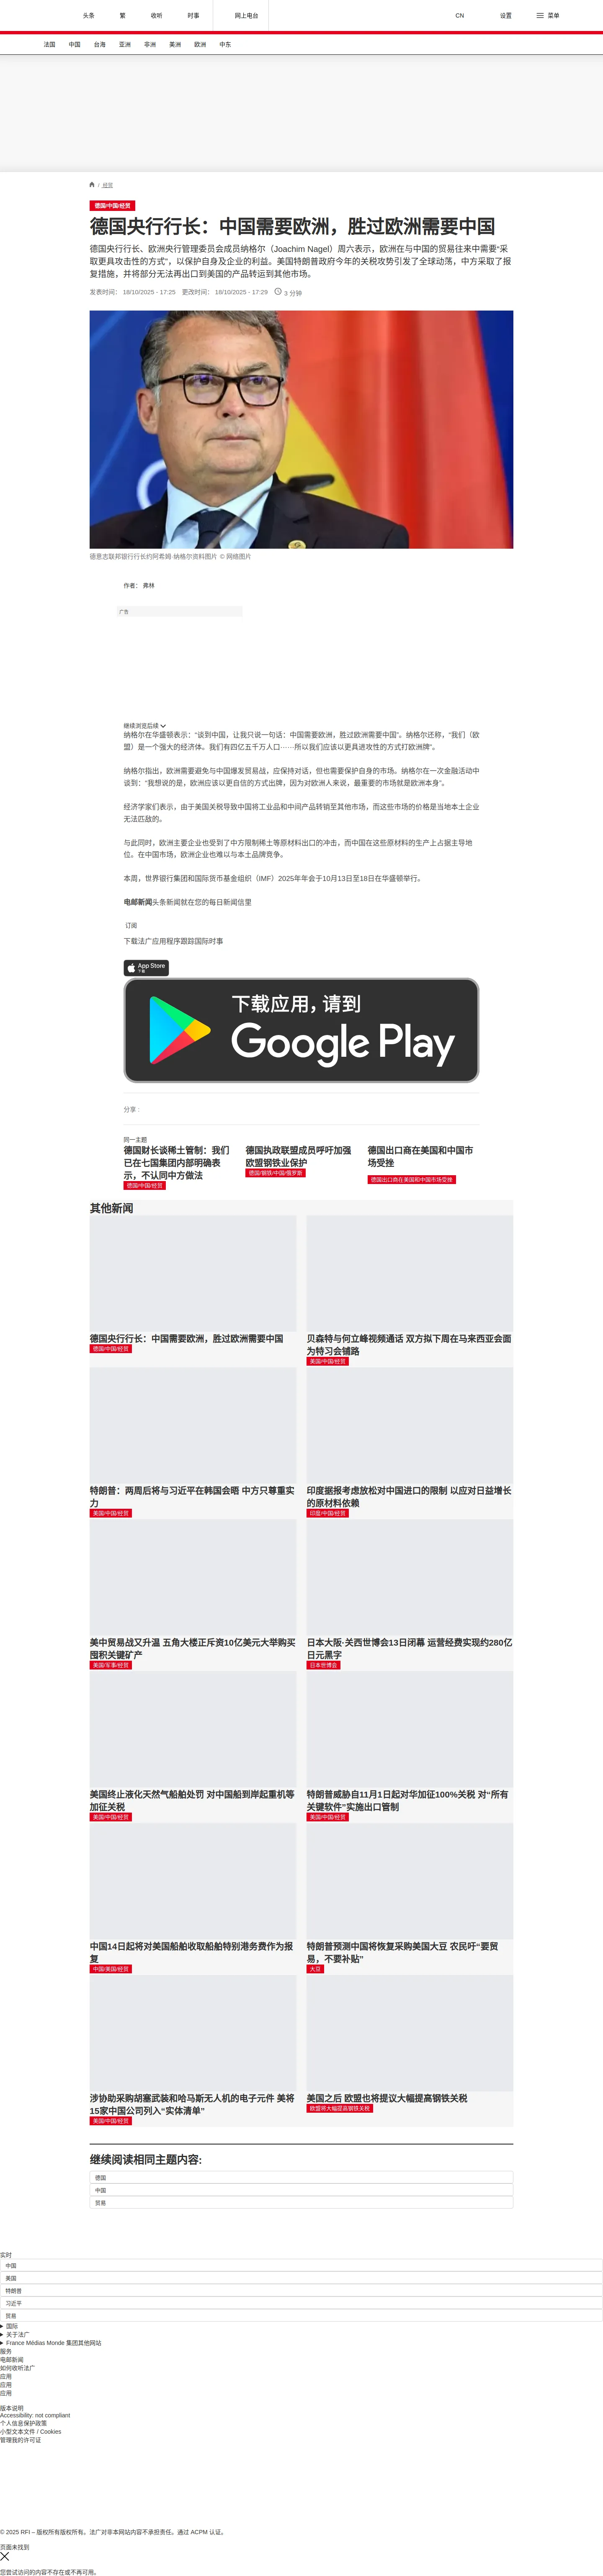 头条
繁
收听
时事
网上电台
CN
设置
菜单
法国
中国
台海
亚洲
非洲
美洲
欧洲
中东
/ 经贸
德国/中国/经贸
德国央行行长：中国需要欧洲，胜过欧洲需要中国
德国央行行长、欧洲央行管理委员会成员纳格尔（Joachim Nagel）周六表示，欧洲在与中国的贸易往来中需要“采
取更具攻击性的方式”，以保护自身及企业的利益。美国特朗普政府今年的关税攻势引发了全球动荡，中方采取了报
复措施，并将部分无法再出口到美国的产品转运到其他市场。
发表时间： 18/10/2025 - 17:25 更改时间： 18/10/2025 - 17:29 3 分钟
德意志联邦银行行长约阿希姆·纳格尔资料图片 © 网络图片
作者： 弗林
广告
继续浏览后续
纳格尔在华盛顿表示：“谈到中国，让我只说一句话：中国需要欧洲，胜过欧洲需要中国”。纳格尔还称，“我们（欧
盟）是一个强大的经济体。我们有四亿五千万人口……所以我们应该以更具进攻性的方式打欧洲牌”。
纳格尔指出，欧洲需要避免与中国爆发贸易战，应保持对话，但也需要保护自身的市场。纳格尔在一次金融活动中
谈到：“我想说的是，欧洲应该以更自信的方式出牌，因为对欧洲人来说，最重要的市场就是欧洲本身”。
经济学家们表示，由于美国关税导致中国将工业品和中间产品转销至其他市场，而这些市场的价格是当地本土企业
无法匹敌的。
与此同时，欧洲主要企业也受到了中方限制稀土等原材料出口的冲击，而中国在这些原材料的生产上占据主导地
位。在中国市场，欧洲企业也难以与本土品牌竞争。
本周，世界银行集团和国际货币基金组织（IMF）2025年年会于10月13日至18日在华盛顿举行。
电邮新闻头条新闻就在您的每日新闻信里
订阅
下载法广应用程序跟踪国际时事
App Store
下载
下载应用，请到
Google Play
分享 :
同一主题
德国财长谈稀土管制：我们
已在七国集团内部明确表
示，不认同中方做法
德国/中国/经贸
德国执政联盟成员呼吁加强
欧盟钢铁业保护
德国/钢铁/中国/俄罗斯
德国出口商在美国和中国市
场受挫
德国出口商在美国和中国市场受挫
其他新闻
德国央行行长：中国需要欧洲，胜过欧洲需要中国
德国/中国/经贸
贝森特与何立峰视频通话 双方拟下周在马来西亚会面
为特习会铺路
美国/中国/经贸
特朗普：两周后将与习近平在韩国会晤 中方只尊重实
力
美国/中国/经贸
印度据报考虑放松对中国进口的限制 以应对日益增长
的原材料依赖
印度/中国/经贸
美中贸易战又升温 五角大楼正斥资10亿美元大举购买
囤积关键矿产
美国/军事/经贸
日本大阪·关西世博会13日闭幕 运营经费实现约280亿
日元黑字
日本世博会
美国终止液化天然气船舶处罚 对中国船到岸起重机等
加征关税
美国/中国/经贸
特朗普威胁自11月1日起对华加征100%关税 对“所有
关键软件”实施出口管制
美国/中国/经贸
中国14日起将对美国船舶收取船舶特别港务费作为报
复
中国/美国/经贸
特朗普预测中国将恢复采购美国大豆 农民吁“要贸
易，不要补贴”
大豆
涉协助采购胡塞武装和哈马斯无人机的电子元件 美将
15家中国公司列入“实体清单”
美国/中国/经贸
美国之后 欧盟也将提议大幅提高钢铁关税
欧盟将大幅提高钢铁关税
继续阅读相同主题内容:
德国
中国
贸易
实时
中国
美国
特朗普
习近平
贸易
国际
关于法广
France Médias Monde 集团其他网站
服务
电邮新闻
如何收听法广
应用
应用
应用
版本说明
Accessibility: not compliant
个人信息保护政策
小型文本文件 / Cookies
管理我的许可证
© 2025 RFI – 版权所有版权所有。法广对非本网站内容不承担责任。通过 ACPM 认证。
页面未找到
您尝试访问的内容不存在或不再可用。